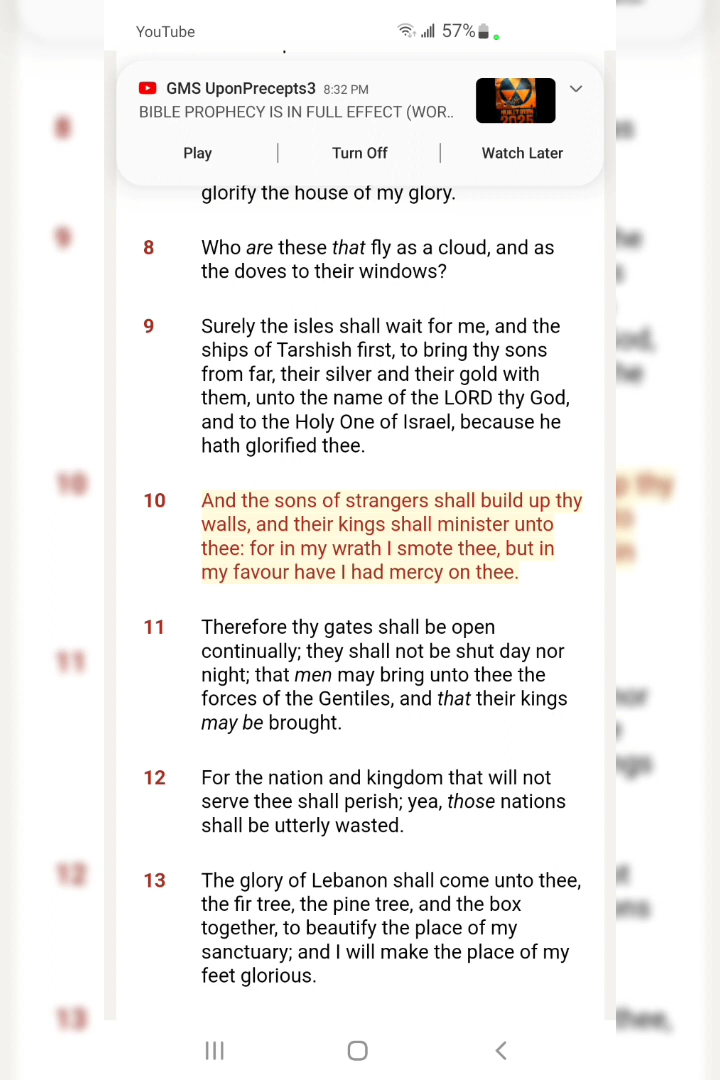 YouTube 57%
GMS UponPrecepts3 8:32 PM
BIBLE PROPHECY IS IN FULL EFFECT (WOR..
2025
Play | Turn Off | Watch Later
glorify the house of my glory.
8 Who are these that fly as a cloud, and as
the doves to their windows?
9 Surely the isles shall wait for me, and the
ships of Tarshish first, to bring thy sons
from far, their silver and their gold with
them, unto the name of the LORD thy God,
and to the Holy One of Israel, because he
hath glorified thee.
10 And the sons of strangers shall build up thy
walls, and their kings shall minister unto
thee: for in my wrath I smote thee, but in
my favour have I had mercy on thee.
11 Therefore thy gates shall be open
continually; they shall not be shut day nor
night; that men may bring unto thee the
forces of the Gentiles, and that their kings
may be brought.
12 For the nation and kingdom that will not
serve thee shall perish; yea, those nations
shall be utterly wasted.
13 The glory of Lebanon shall come unto thee,
the fir tree, the pine tree, and the box
together, to beautify the place of my
sanctuary; and I will make the place of my
feet glorious.